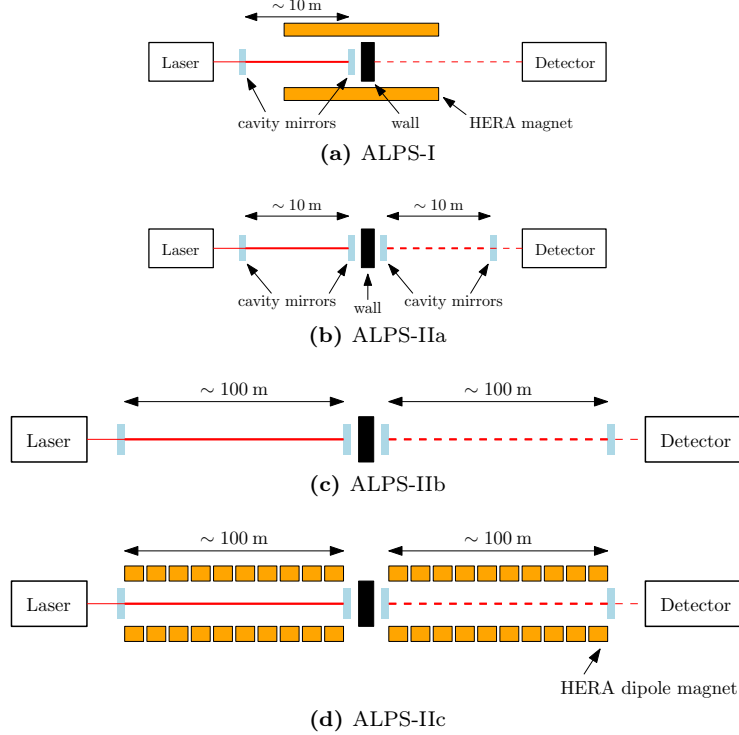 ∼ 10 m
Laser
Detector
cavity mirrors
wall
HERA magnet
(a) ALPS-I
∼ 10 m
∼ 10 m
Laser
Detector
cavity mirrors
wall
cavity mirrors
(b) ALPS-IIa
∼ 100 m
∼ 100 m
Laser
Detector
(c) ALPS-IIb
∼ 100 m
∼ 100 m
Laser
Detector
HERA dipole magnet
(d) ALPS-IIc